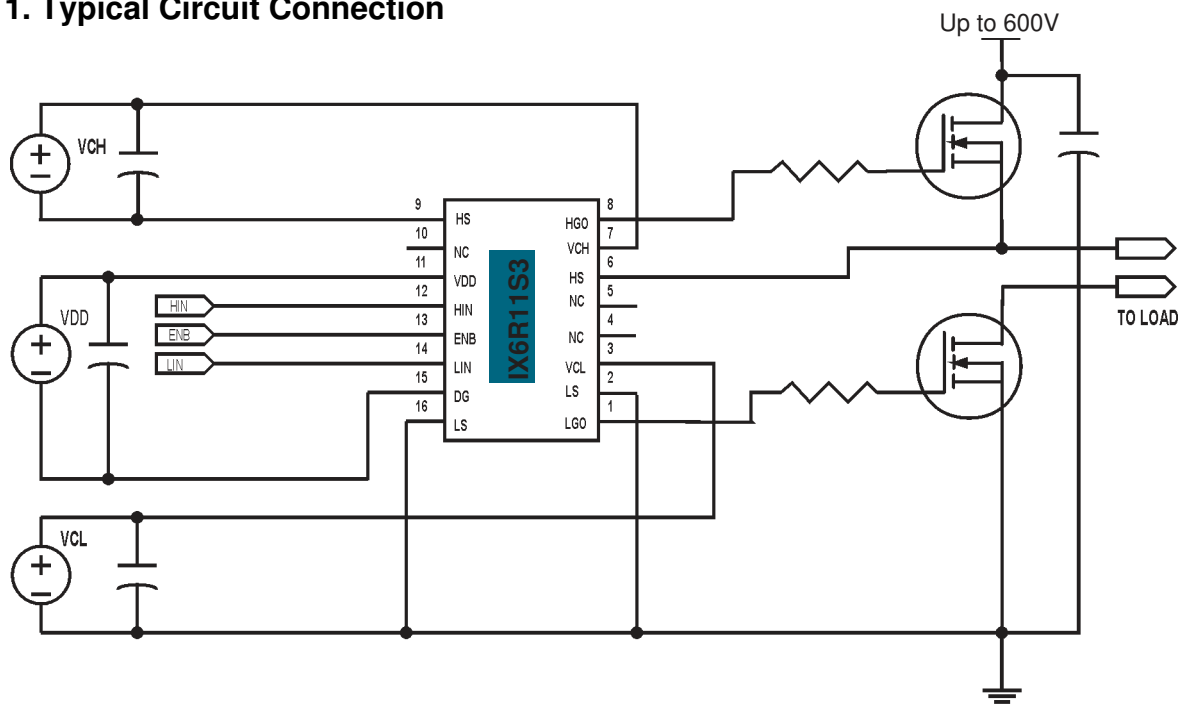 1. Typical Circuit Connection
Up to 600V
VCH
+
−
9
HS
HGO
8
10
NC
VCH
7
11
VDD
HS
6
12
HIN
NC
5
13
ENB
NC
4
14
LIN
VCL
3
15
DG
LS
2
16
LS
LGO
1
IX6R11S3
VDD
+
−
HIN
ENB
LIN
TO LOAD
VCL
+
−